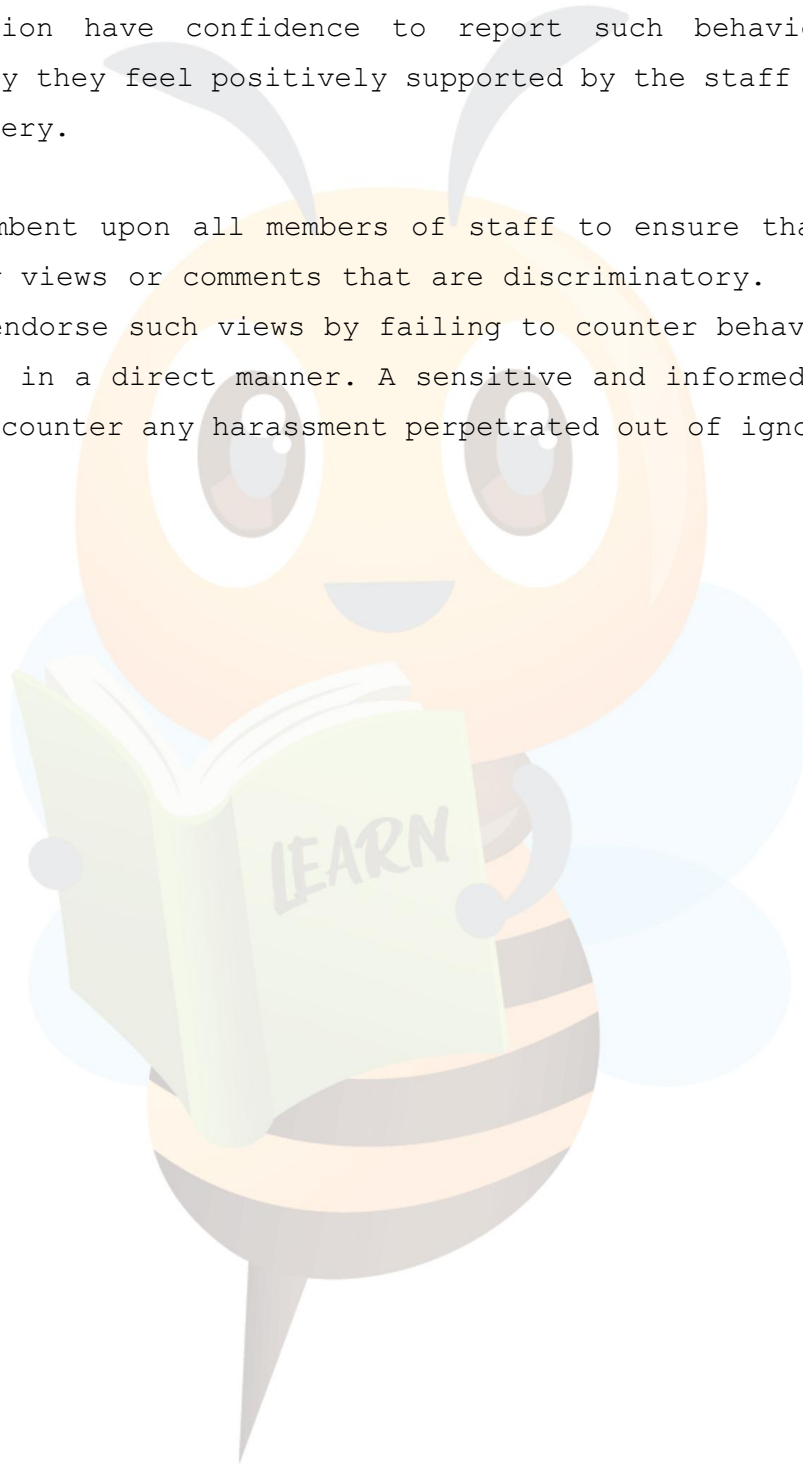 ion have confidence to report such behavi
y they feel positively supported by the staff
ery.
mbent upon all members of staff to ensure tha
views or comments that are discriminatory.
endorse such views by failing to counter behav
in a direct manner. A sensitive and informed
counter any harassment perpetrated out of igno
LEARN